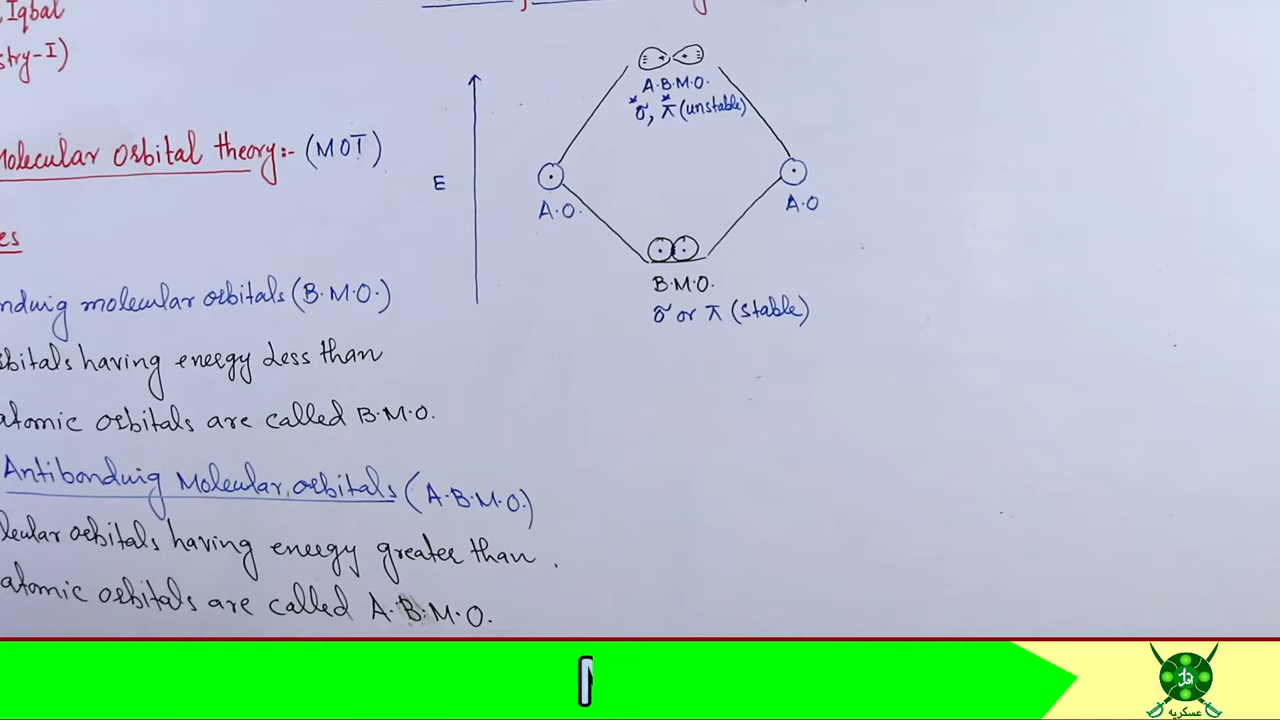 Iqbal
stry-I)
Molecular Orbital theory:- (MOT)
es
nding molecular orbitals (B.M.O.)
bitals having energy Less than
atomic orbitals are called B.M.O.
Antibonding Molecular orbitals (A.B.M.O.)
lecular orbitals having energy greater than
atomic orbitals are called A.B.M.O.
E
A.B.M.O.
σ*, π* (unstable)
A.O.
A.O
B.M.O.
σ or π (stable)
عسکریہ